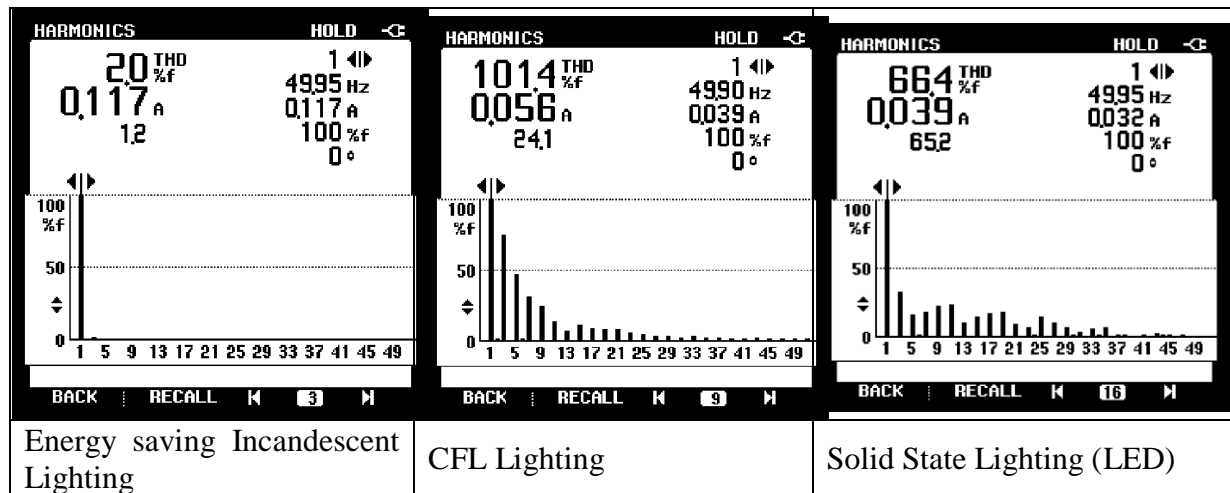 HARMONICS HOLD
2.0 THD %f
0.117 A
1.2
1
49.95 Hz
0.117 A
100 %f
0 °
100
%f
50
0
1 5 9 13 17 21 25 29 33 37 41 45 49
BACK RECALL 3
Energy saving Incandescent
Lighting
HARMONICS HOLD
101.4 THD %f
0.056 A
24.1
1
49.90 Hz
0.039 A
100 %f
0 °
100
%f
50
0
1 5 9 13 17 21 25 29 33 37 41 45 49
BACK RECALL 9
CFL Lighting
HARMONICS HOLD
66.4 THD %f
0.039 A
65.2
1
49.95 Hz
0.032 A
100 %f
0 °
100
%f
50
0
1 5 9 13 17 21 25 29 33 37 41 45 49
BACK RECALL 16
Solid State Lighting (LED)